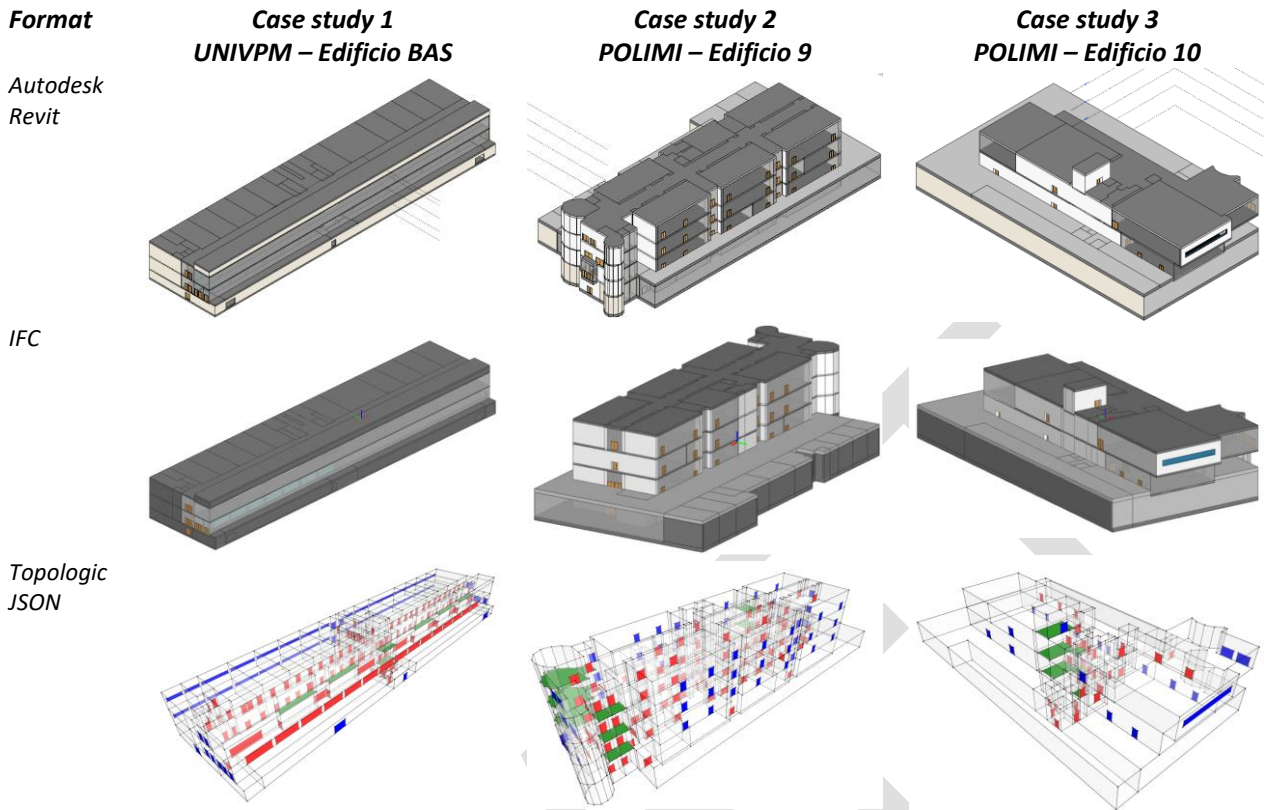 Format Case study 1 Case study 2 Case study 3
UNIVPM – Edificio BAS POLIMI – Edificio 9 POLIMI – Edificio 10
Autodesk
Revit
IFC
Topologic
JSON